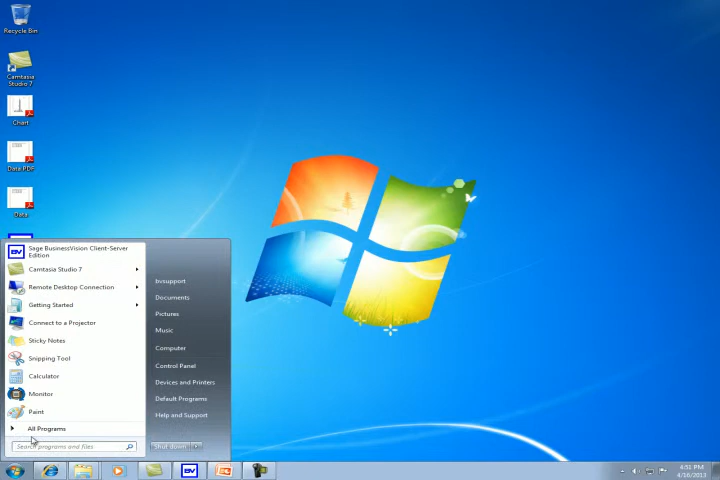 Recycle Bin
Camtasia
Studio 7
Chart
Data PDF
Data
BV
Sage BusinessVision Client-Server
Edition
Camtasia Studio 7
Remote Desktop Connection
Getting Started
Connect to a Projector
Sticky Notes
Snipping Tool
Calculator
Monitor
Paint
All Programs
Search programs and files
bvsupport
Documents
Pictures
Music
Computer
Control Panel
Devices and Printers
Default Programs
Help and Support
Shut down
BV
4:51 PM
4/16/2013